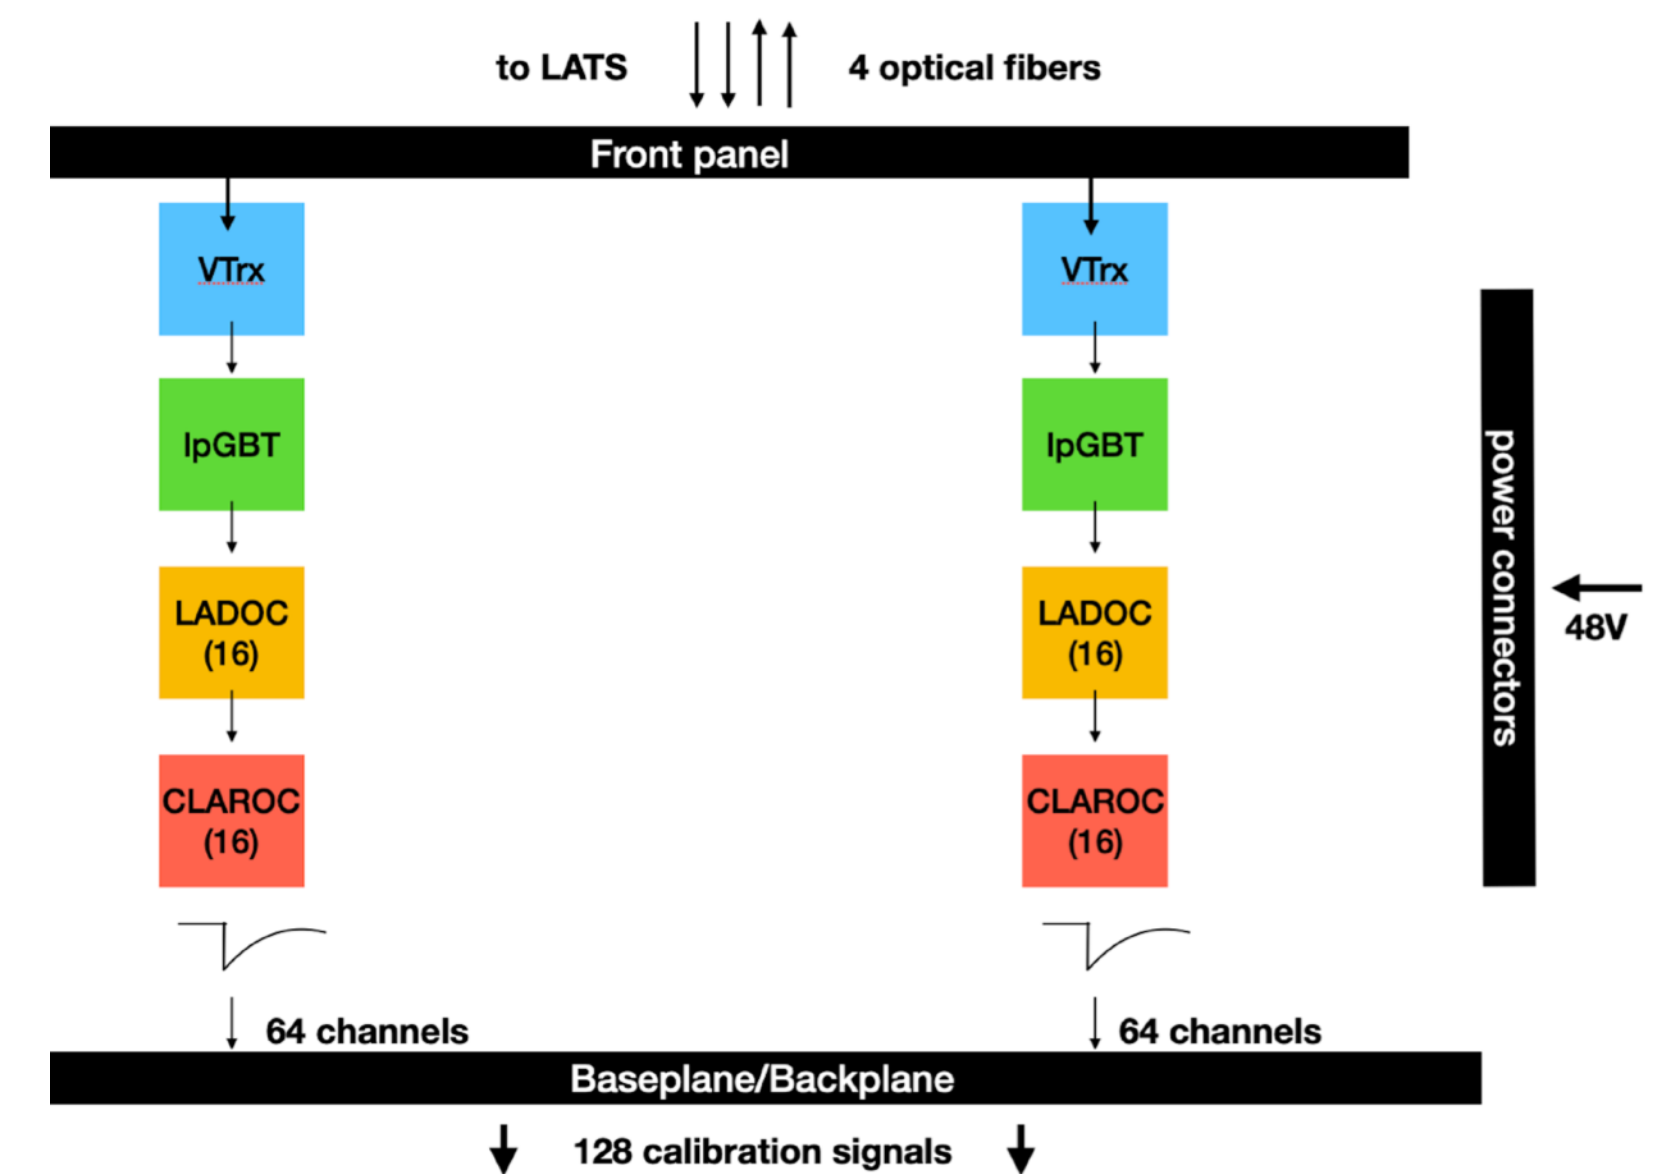 to LATS
4 optical fibers
Front panel
VTrx
VTrx
lpGBT
lpGBT
power connectors
48V
LADOC
(16)
LADOC
(16)
CLAROC
(16)
CLAROC
(16)
64 channels
64 channels
Baseplane/Backplane
128 calibration signals